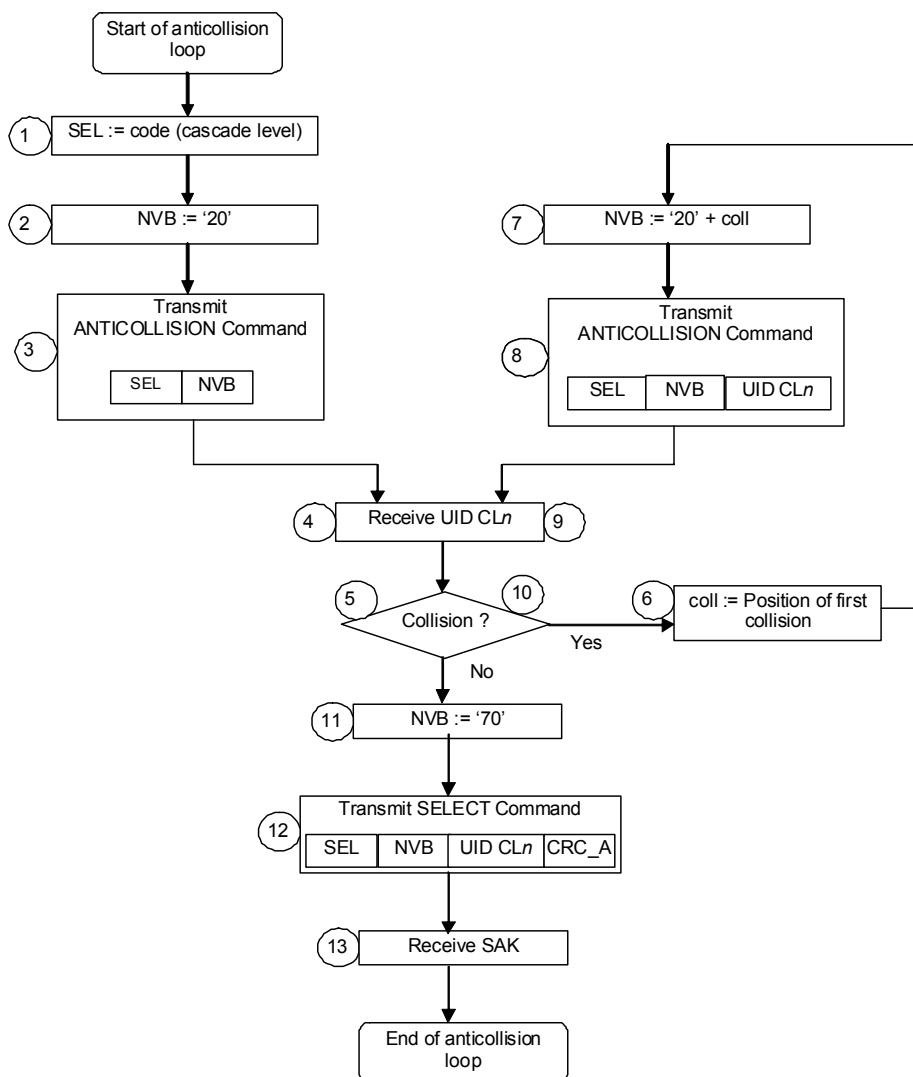 Start of anticollision
loop
1
SEL := code (cascade level)
2
NVB := ‘20’
3
Transmit
ANTICOLLISION Command
SEL NVB
7
NVB := ‘20’ + coll
8
Transmit
ANTICOLLISION Command
SEL NVB UID CLn
4
Receive UID CLn
9
5
Collision ?
10
Yes
6
coll := Position of first
collision
No
11
NVB := ‘70’
12
Transmit SELECT Command
SEL NVB UID CLn CRC_A
13
Receive SAK
End of anticollision
loop